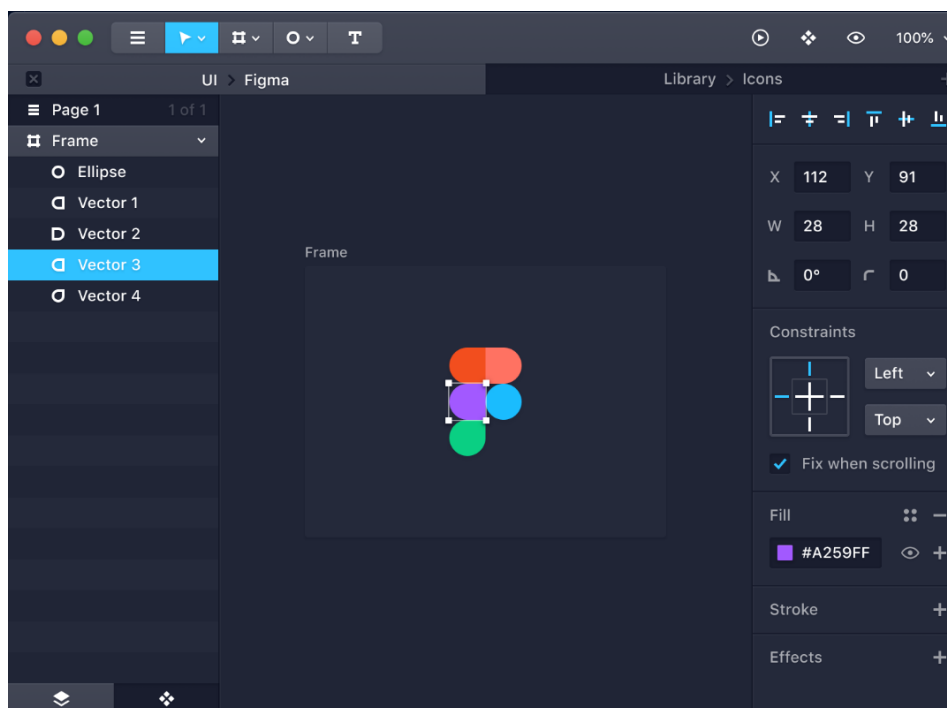 T
100%
UI > Figma
Library > Icons
Page 1 1 of 1
Frame
Ellipse
Vector 1
Vector 2
Vector 3
Vector 4
Frame
X 112 Y 91
W 28 H 28
0° 0
Constraints
Left
Top
Fix when scrolling
Fill
#A259FF
Stroke
Effects